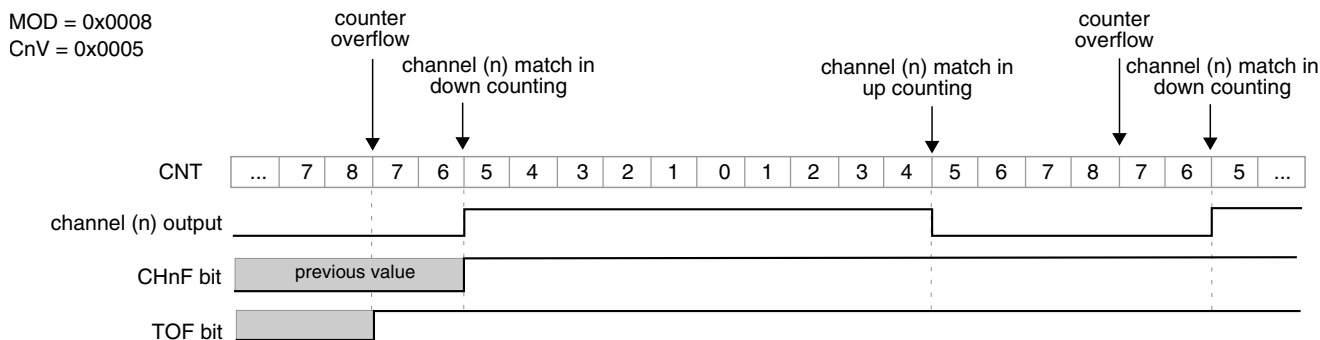 MOD = 0x0008
CnV = 0x0005
counter
overflow
channel (n) match in
down counting
channel (n) match in
up counting
counter
overflow
channel (n) match in
down counting
CNT ... 7 8 7 6 5 4 3 2 1 0 1 2 3 4 5 6 7 8 7 6 5 ...
channel (n) output
CHnF bit previous value
TOF bit